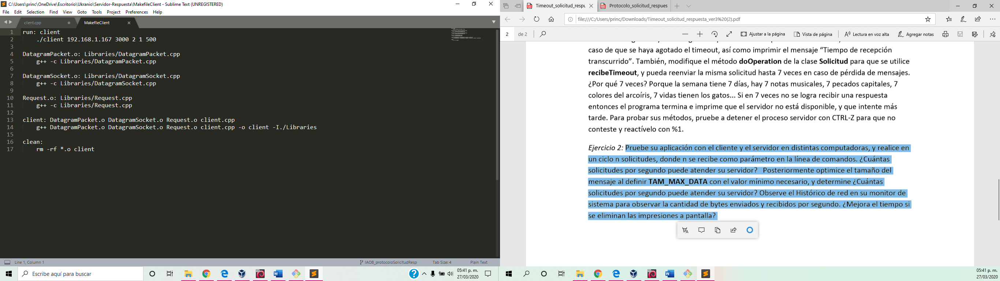 C:\Users\princ\OneDrive\Escritorio\Ukranio\Servidor-Respuesta\MakefileClient - Sublime Text (UNREGISTERED)
File Edit Selection Find View Goto Tools Project Preferences Help
client.cpp MakefileClient
1 run: client
2 ./client 192.168.1.167 3000 2 1 500
3
4 DatagramPacket.o: Libraries/DatagramPacket.cpp
5 g++ -c Libraries/DatagramPacket.cpp
6
7 DatagramSocket.o: Libraries/DatagramSocket.cpp
8 g++ -c Libraries/DatagramSocket.cpp
9
10 Request.o: Libraries/Request.cpp
11 g++ -c Libraries/Request.cpp
12
13 client: DatagramPacket.o DatagramSocket.o Request.o client.cpp
14 g++ DatagramPacket.o DatagramSocket.o Request.o client.cpp -o client -I./Libraries
15
16 clean:
17 rm -rf *.o client
Line 1, Column 1 IAOB_protocoloSolicitudResp Tab Size: 4 Plain Text
Escribe aquí para buscar
05:41 p. m.
27/03/2020
Timeout_solicitud_respu Protocolo_solicitud_respues
file:///C:/Users/princ/Downloads/Timeout_solicitud_respuesta_ver3%20(2).pdf
2 de 2 Ajustar a la página Vista de página Lectura en voz alta Agregar notas
caso de que se haya agotado el timeout, así como imprimir el mensaje “Tiempo de recepción
transcurrido”. También, modifique el método doOperation de la clase Solicitud para que se utilice
recibeTimeout, y pueda reenviar la misma solicitud hasta 7 veces en caso de pérdida de mensajes.
¿Por qué 7 veces? Porque la semana tiene 7 días, hay 7 notas musicales, 7 pecados capitales, 7
colores del arcoíris, 7 vidas tienen los gatos... Si en 7 veces no se logra recibir una respuesta
entonces el programa termina e imprime que el servidor no está disponible, y que intente más
tarde. Para probar sus métodos, pruebe a detener el proceso servidor con CTRL-Z para que no
conteste y reactívelo con %1.
Ejercicio 2: Pruebe su aplicación con el cliente y el servidor en distintas computadoras, y realice en
un ciclo n solicitudes, donde n se recibe como parámetro en la línea de comandos. ¿Cuántas
solicitudes por segundo puede atender su servidor? Posteriormente optimice el tamaño del
mensaje al definir TAM_MAX_DATA con el valor mínimo necesario, y determine ¿Cuántas
solicitudes por segundo puede atender su servidor? Observe el Histórico de red en su monitor de
sistema para observar la cantidad de bytes enviados y recibidos por segundo. ¿Mejora el tiempo si
se eliminan las impresiones a pantalla?
05:41 p. m.
27/03/2020